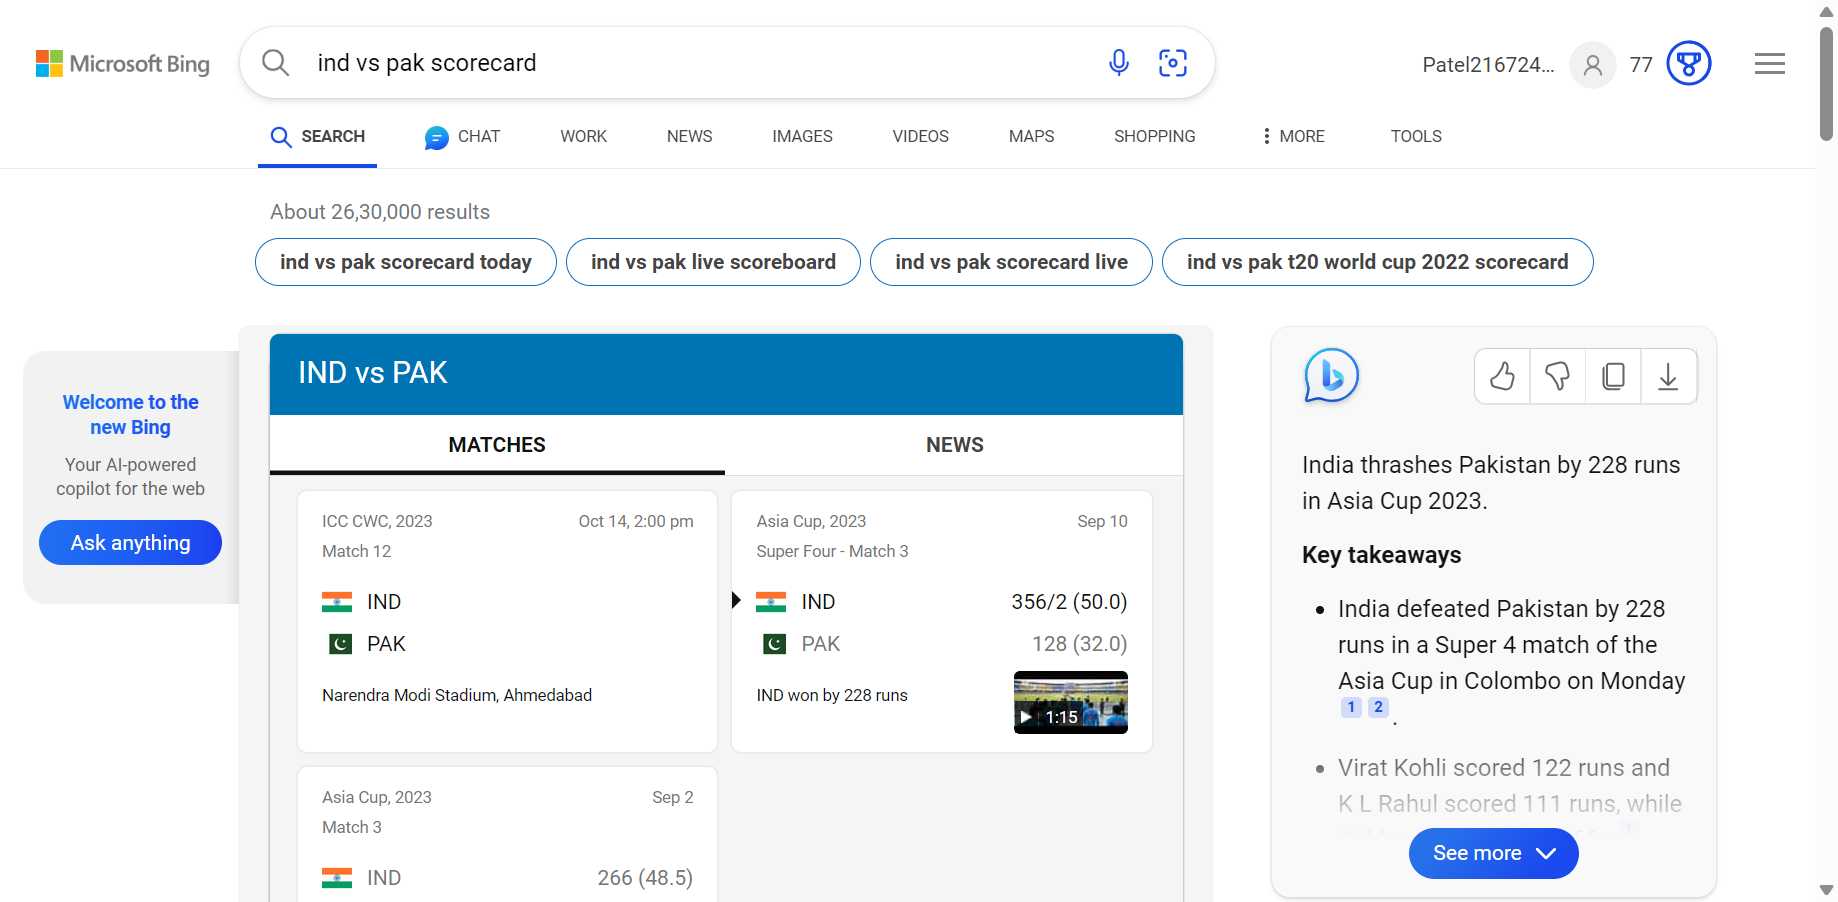 Microsoft Bing
ind vs pak scorecard
Patel216724...
77
SEARCH
CHAT
WORK
NEWS
IMAGES
VIDEOS
MAPS
SHOPPING
MORE
TOOLS
About 26,30,000 results
ind vs pak scorecard today
ind vs pak live scoreboard
ind vs pak scorecard live
ind vs pak t20 world cup 2022 scorecard
Welcome to the
new Bing
Your AI-powered
copilot for the web
Ask anything
IND vs PAK
MATCHES
NEWS
ICC CWC, 2023
Oct 14, 2:00 pm
Match 12
IND
PAK
Narendra Modi Stadium, Ahmedabad
Asia Cup, 2023
Sep 10
Super Four - Match 3
IND
356/2 (50.0)
PAK
128 (32.0)
IND won by 228 runs
1:15
Asia Cup, 2023
Sep 2
Match 3
IND
266 (48.5)
India thrashes Pakistan by 228 runs
in Asia Cup 2023.
Key takeaways
• India defeated Pakistan by 228
runs in a Super 4 match of the
Asia Cup in Colombo on Monday
1 2 .
• Virat Kohli scored 122 runs and
K L Rahul scored 111 runs, while
See more